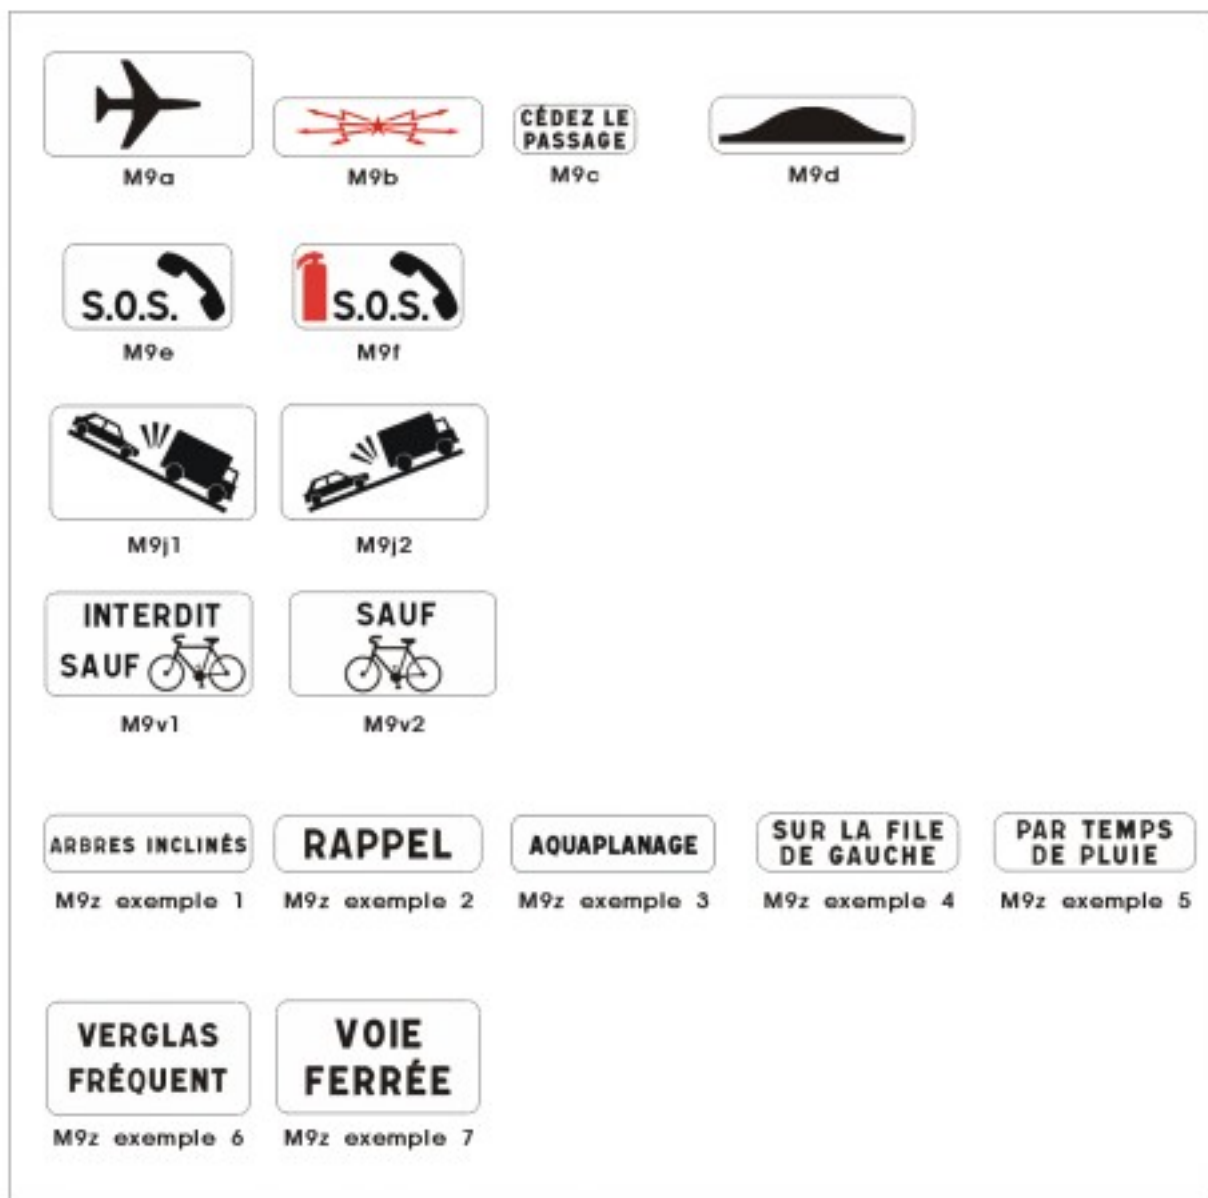 M9a
M9b
CÉDEZ LE
PASSAGE
M9c
M9d
S.O.S.
M9e
S.O.S.
M9f
M9j1
M9j2
INTERDIT
SAUF
M9v1
SAUF
M9v2
ARBRES INCLINÉS
M9z exemple 1
RAPPEL
M9z exemple 2
AQUAPLANAGE
M9z exemple 3
SUR LA FILE
DE GAUCHE
M9z exemple 4
PAR TEMPS
DE PLUIE
M9z exemple 5
VERGLAS
FRÉQUENT
M9z exemple 6
VOIE
FERRÉE
M9z exemple 7